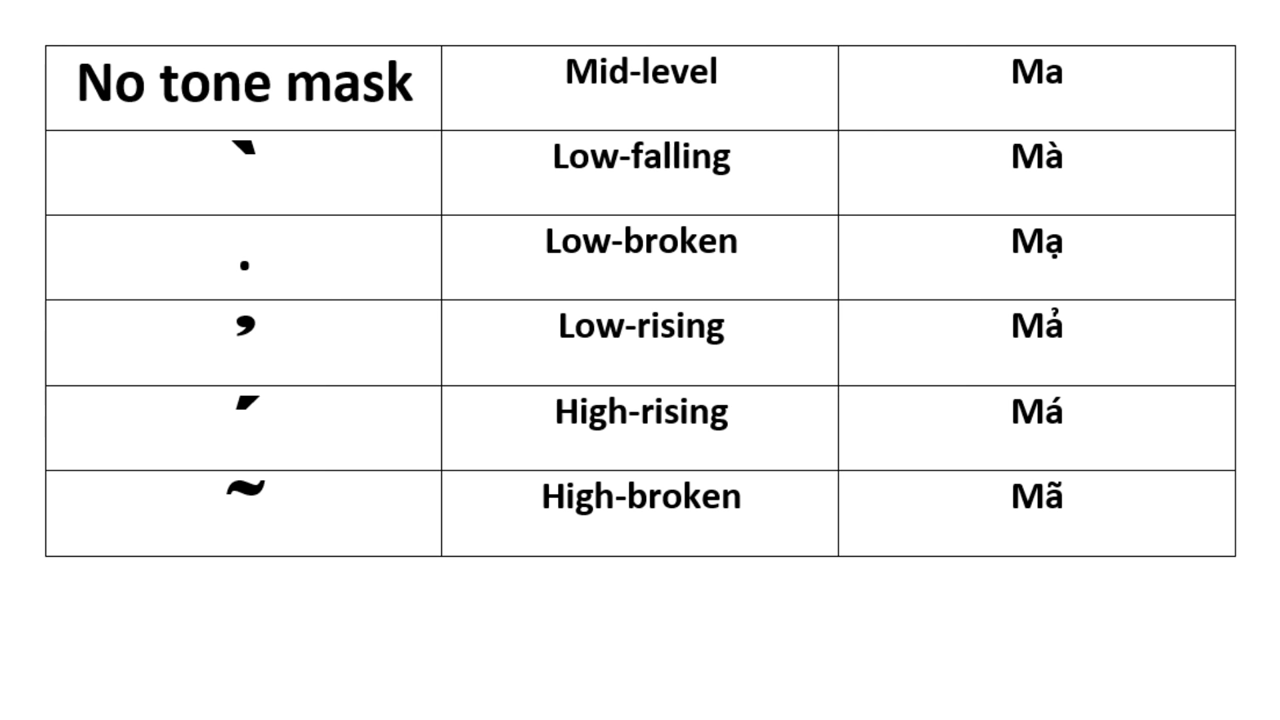 No tone mask Mid-level Ma
` Low-falling Mà
. Low-broken Mạ
̉ Low-rising Mả
´ High-rising Má
~ High-broken Mã